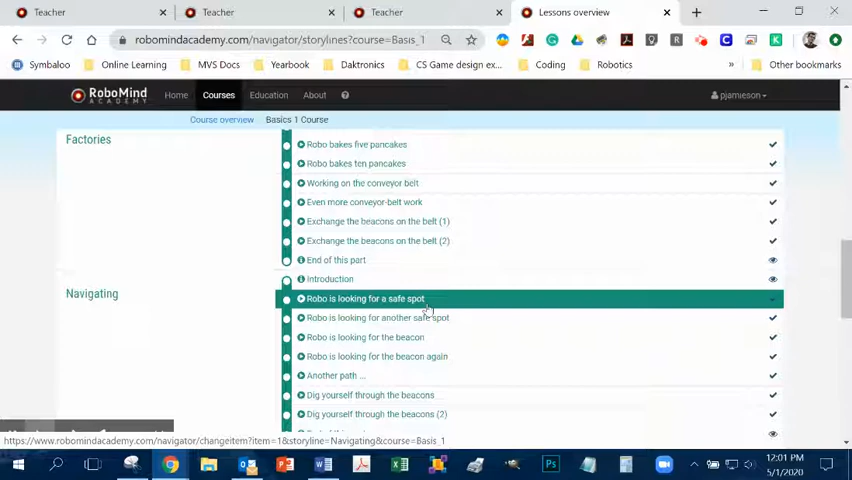 Teacher
Teacher
Teacher
Lessons overview
robomindacademy.com/navigator/storylines?course=Basis_1
Symbaloo
Online Learning
MVS Docs
Yearbook
Daktronics
CS Game design ex...
Coding
Robotics
Other bookmarks
ROBOMIND
ACADEMY
Home
Courses
Education
About
pjamieson
Course overview
Basics 1 Course
Factories
Robo bakes five pancakes
Robo bakes ten pancakes
Working on the conveyor belt
Even more conveyor-belt work
Exchange the beacons on the belt (1)
Exchange the beacons on the belt (2)
End of this part
Introduction
Navigating
Robo is looking for a safe spot
Robo is looking for another safe spot
Robo is looking for the beacon
Robo is looking for the beacon again
Another path ...
Dig yourself through the beacons
Dig yourself through the beacons (2)
https://www.robomindacademy.com/navigator/changeitem?item=1&storyline=Navigating&course=Basis_1
12:01 PM
5/1/2020